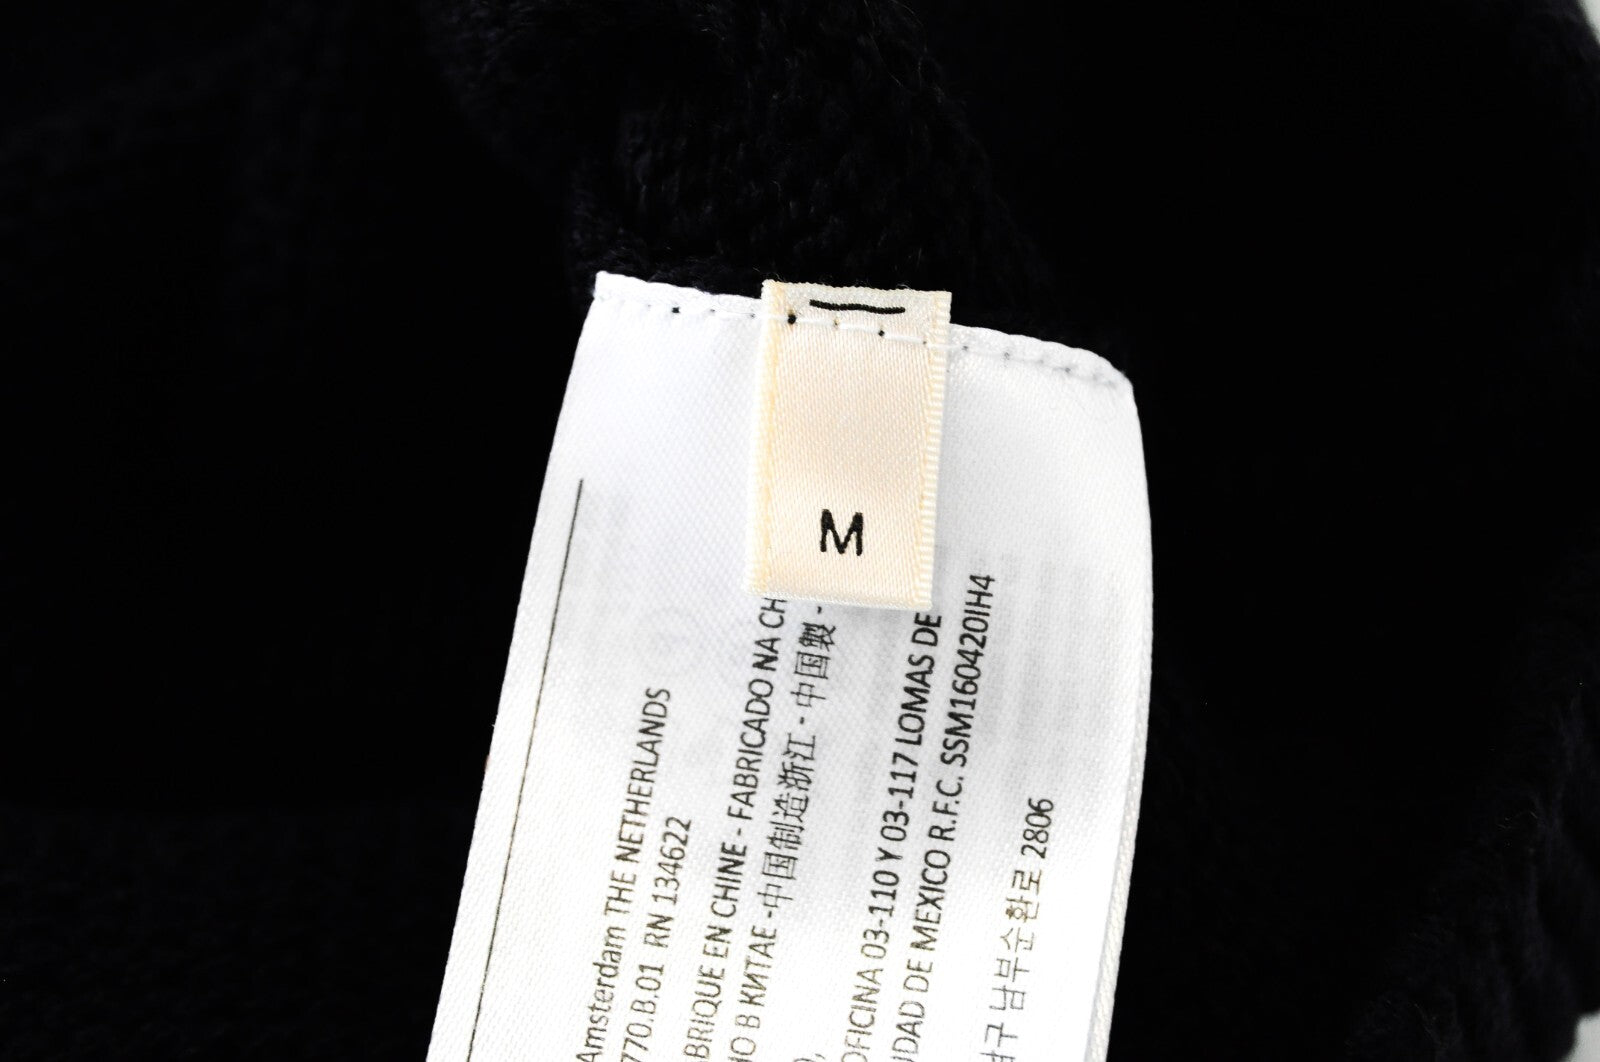 M
Amsterdam THE NETHERLANDS
770.B.01 RN 134622
BRIQUE EN CHINE - FABRICADO NA CH
НО В КИТАЕ -中国制造浙江 - 中国製 -
OFICINA 03-110 Y 03-117 LOMAS DE
IDAD DE MEXICO R.F.C. SSM160420IH4
구 남부순환로 2806